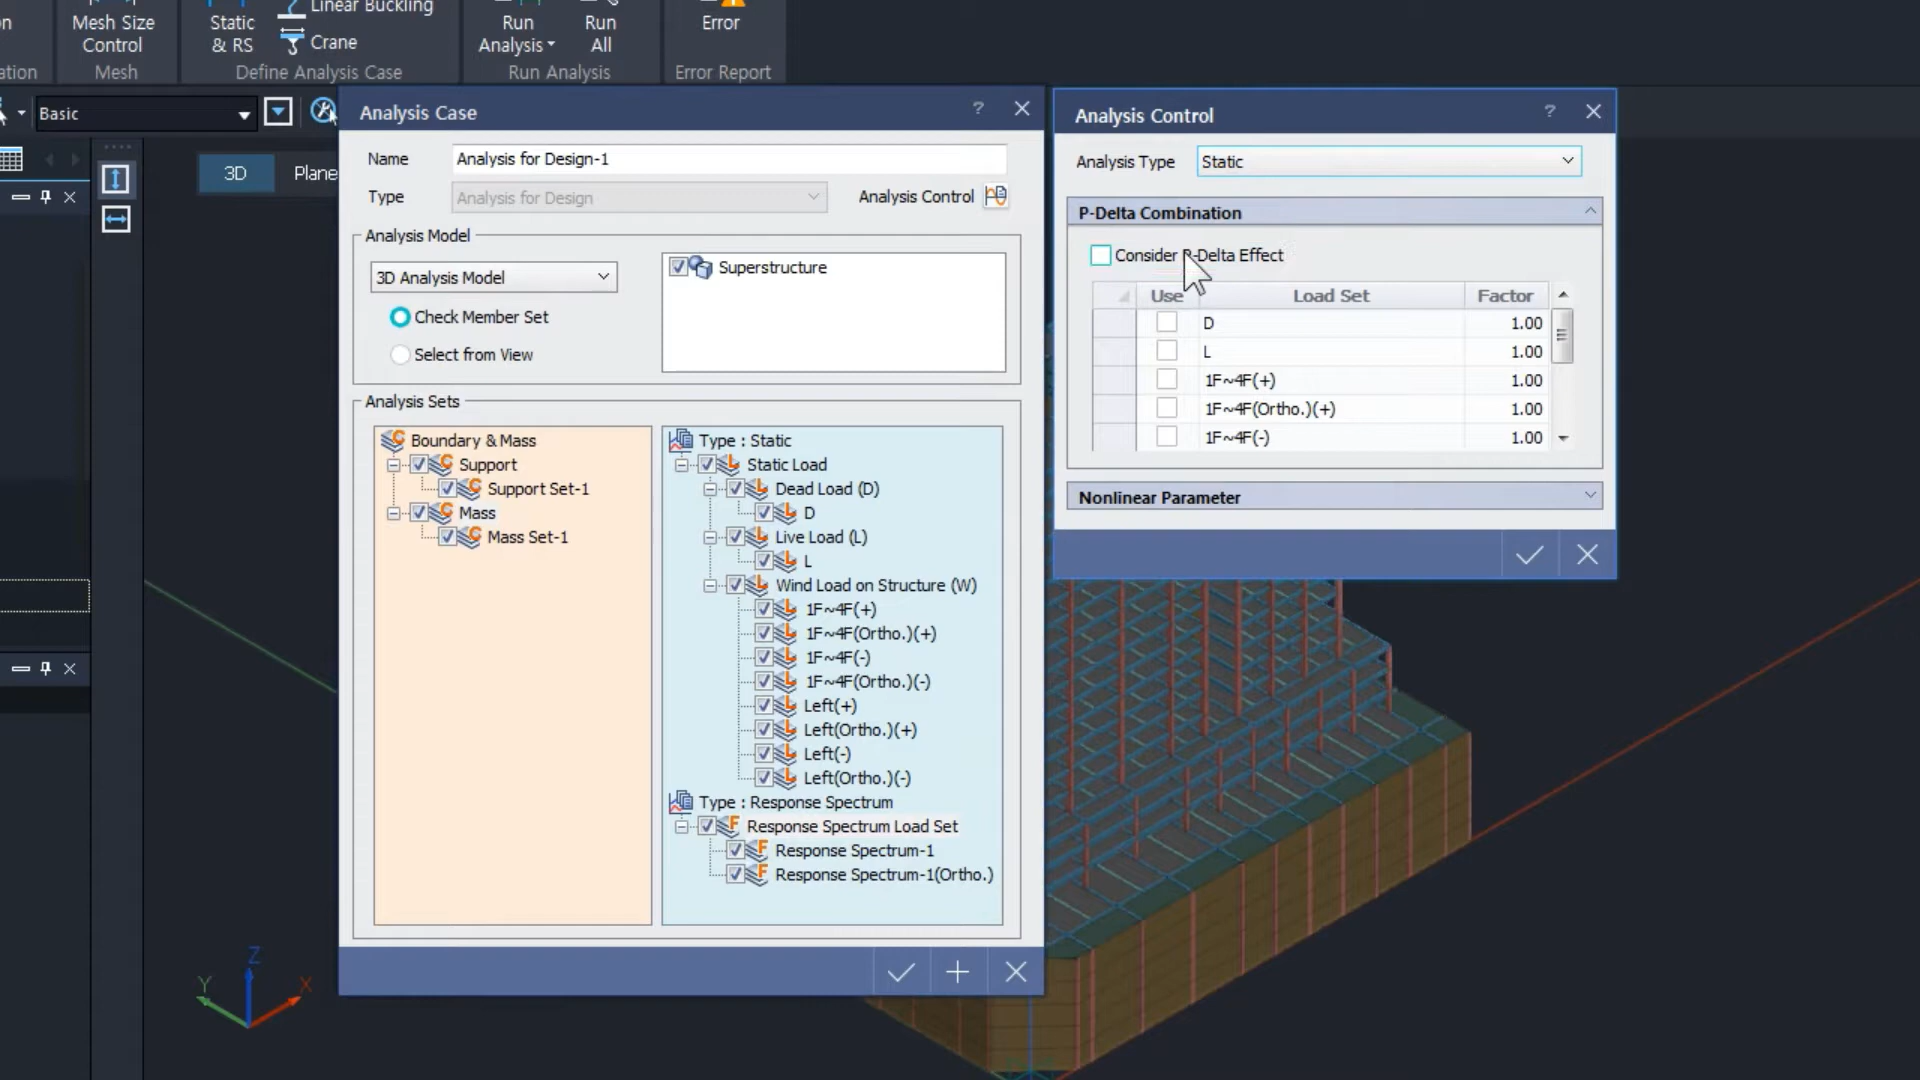 Mesh Size
Control
Mesh
Static
& RS
Linear Buckling
Crane
Define Analysis Case
Run
Analysis
Run
All
Run Analysis
Error
Error Report
Basic
3D
Plane
Analysis Case
?
Name
Analysis for Design-1
Type
Analysis for Design
Analysis Control
Analysis Model
3D Analysis Model
Check Member Set
Select from View
Superstructure
Analysis Sets
Boundary & Mass
Support
Support Set-1
Mass
Mass Set-1
Type : Static
Static Load
Dead Load (D)
D
Live Load (L)
L
Wind Load on Structure (W)
1F~4F(+)
1F~4F(Ortho.)(+)
1F~4F(-)
1F~4F(Ortho.)(-)
Left(+)
Left(Ortho.)(+)
Left(-)
Left(Ortho.)(-)
Type : Response Spectrum
Response Spectrum Load Set
Response Spectrum-1
Response Spectrum-1(Ortho.)
Analysis Control
?
Analysis Type
Static
P-Delta Combination
Consider P-Delta Effect
Use Load Set Factor
D 1.00
L 1.00
1F~4F(+) 1.00
1F~4F(Ortho.)(+) 1.00
1F~4F(-) 1.00
Nonlinear Parameter
Z
Y
X